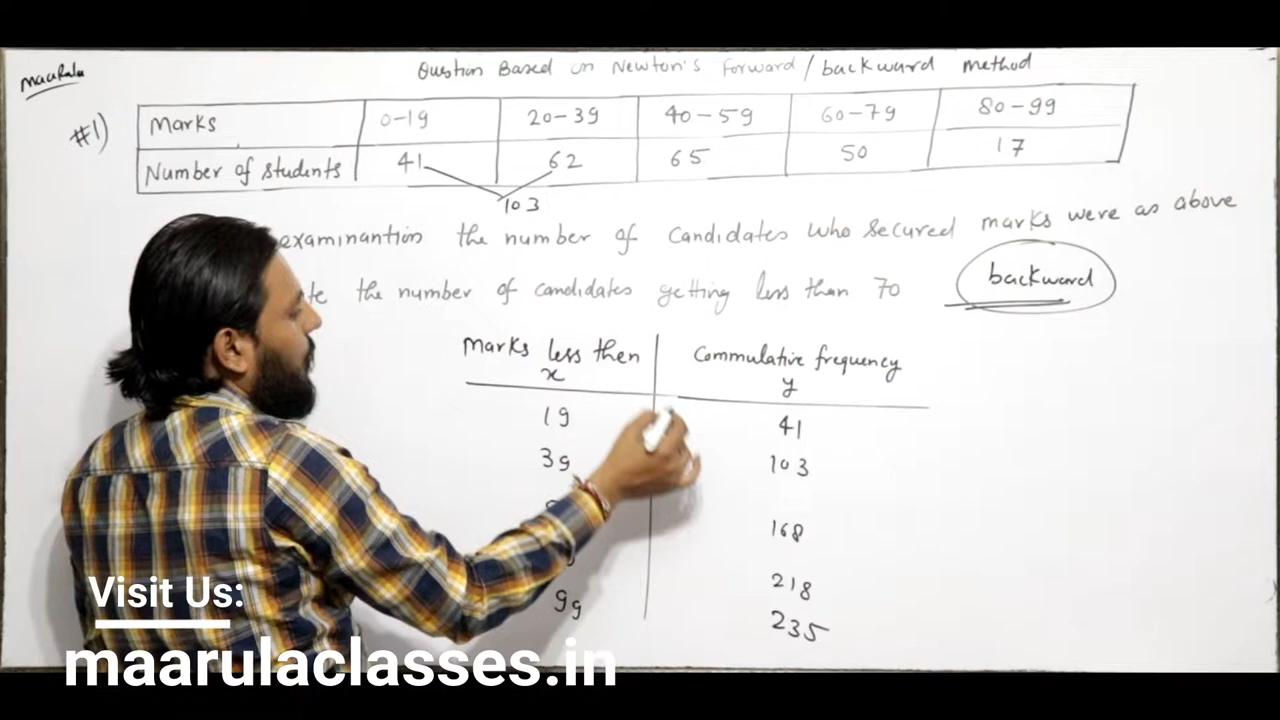 maarula
Question Based on Newton's forward / backward method
#1)
Marks 0-19 20-39 40-59 60-79 80-99
Number of students 41 62 65 50 17
103
examinantion the number of candidates who secured marks were as above
the number of candidates getting less than 70 backward
Marks less then Commulative frequency
x y
19 41
39 103
168
218
99 235
Visit Us:
maarulaclasses.in